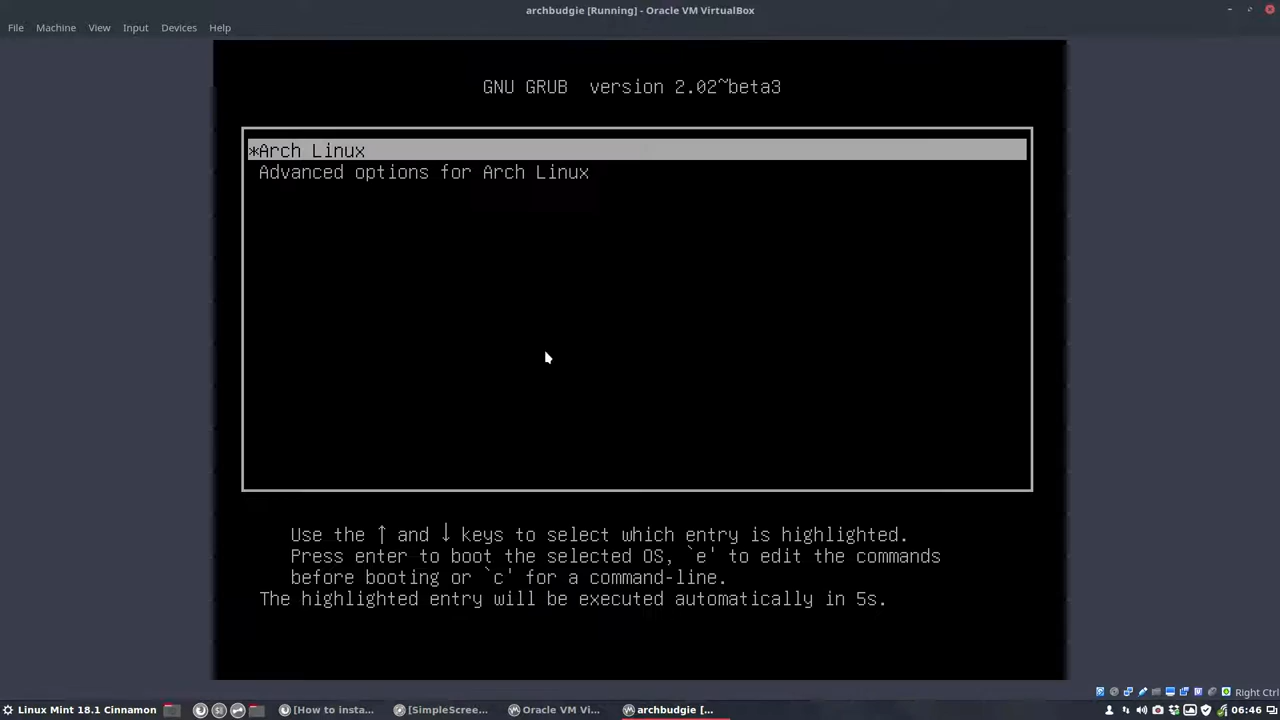 archbudgie [Running] - Oracle VM VirtualBox
File Machine View Input Devices Help
GNU GRUB version 2.02~beta3
*Arch Linux
Advanced options for Arch Linux
Use the ↑ and ↓ keys to select which entry is highlighted.
Press enter to boot the selected OS, `e' to edit the commands
before booting or `c' for a command-line.
The highlighted entry will be executed automatically in 5s.
Right Ctrl
Linux Mint 18.1 Cinnamon [How to insta... [SimpleScree... Oracle VM Vi... archbudgie [... 06:46